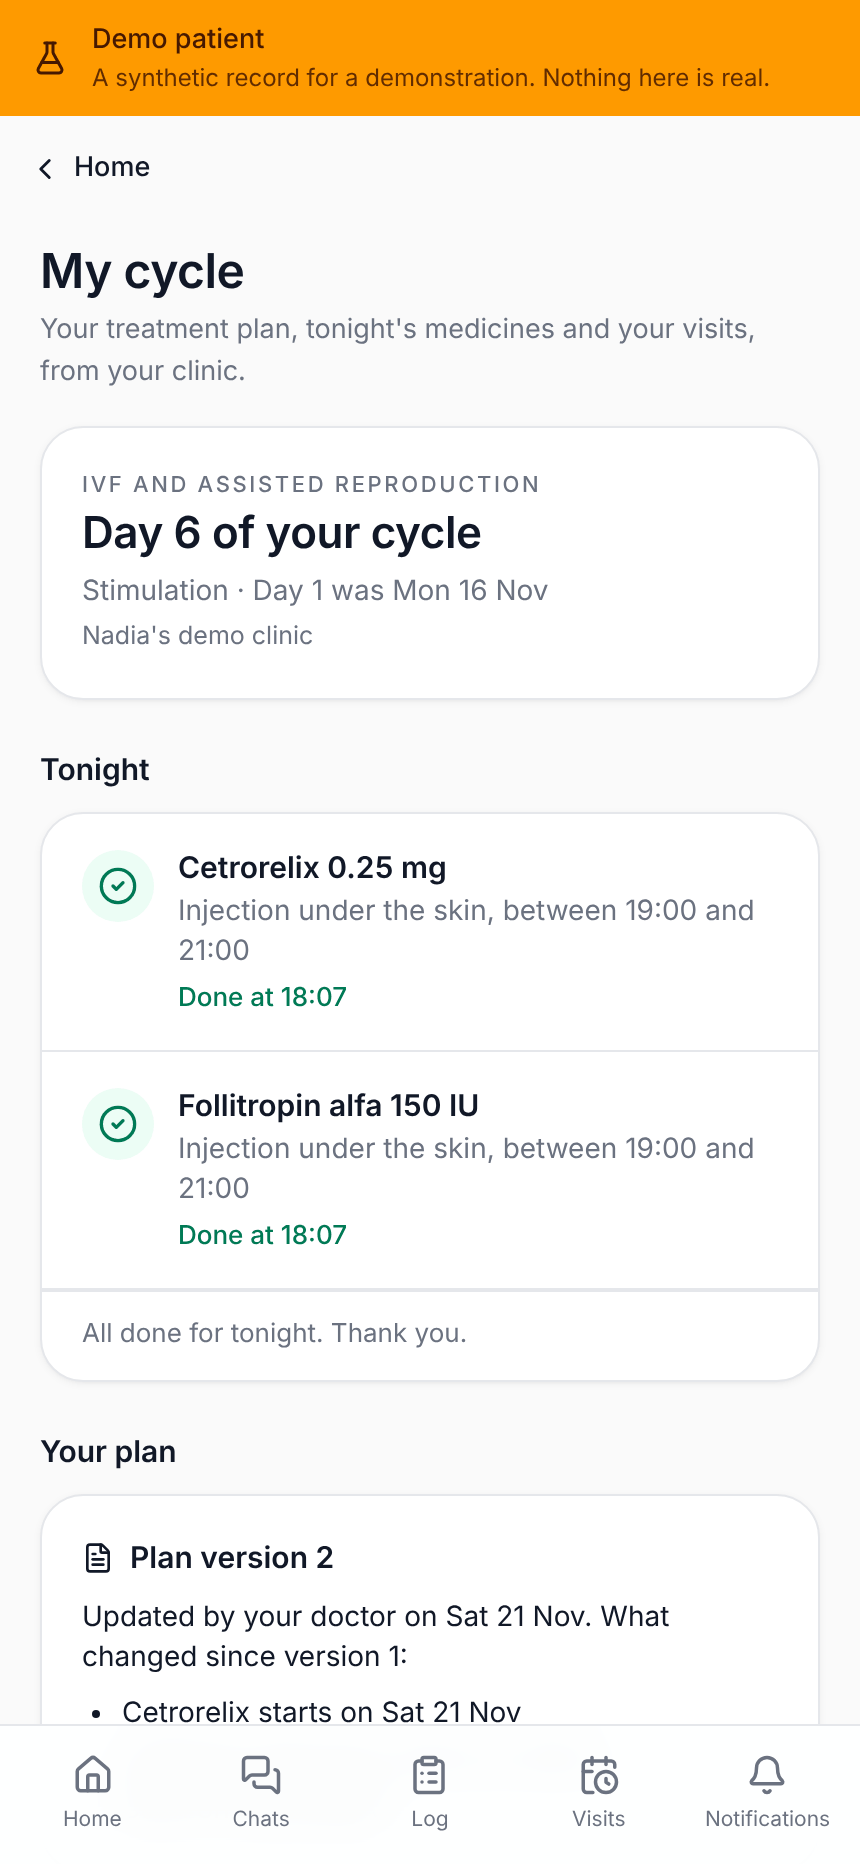 Demo patient
A synthetic record for a demonstration. Nothing here is real.
Home
My cycle
Your treatment plan, tonight's medicines and your visits,
from your clinic.
IVF AND ASSISTED REPRODUCTION
Day 6 of your cycle
Stimulation · Day 1 was Mon 16 Nov
Nadia's demo clinic
Tonight
Cetrorelix 0.25 mg
Injection under the skin, between 19:00 and
21:00
Done at 18:07
Follitropin alfa 150 IU
Injection under the skin, between 19:00 and
21:00
Done at 18:07
All done for tonight. Thank you.
Your plan
Plan version 2
Updated by your doctor on Sat 21 Nov. What
changed since version 1:
• Cetrorelix starts on Sat 21 Nov
Home
Chats
Log
Visits
Notifications